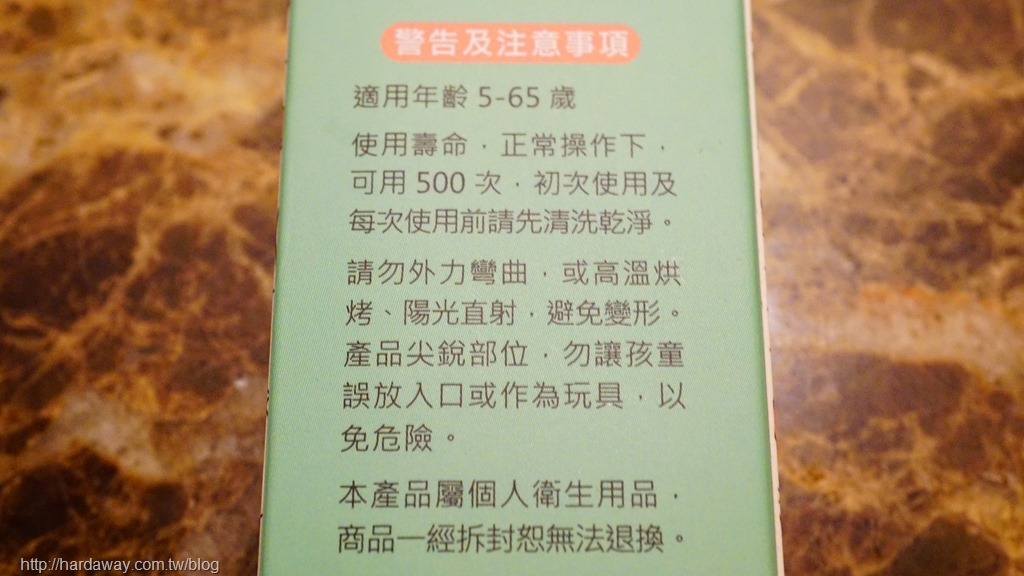 警告及注意事項
適用年齡 5-65 歲
使用壽命，正常操作下，
可用 500 次，初次使用及
每次使用前請先清洗乾淨。
請勿外力彎曲，或高溫烘
烤、陽光直射，避免變形。
產品尖銳部位，勿讓孩童
誤放入口或作為玩具，以
免危險。
本產品屬個人衛生用品，
商品一經拆封恕無法退換。
http://hardaway.com.tw/blog